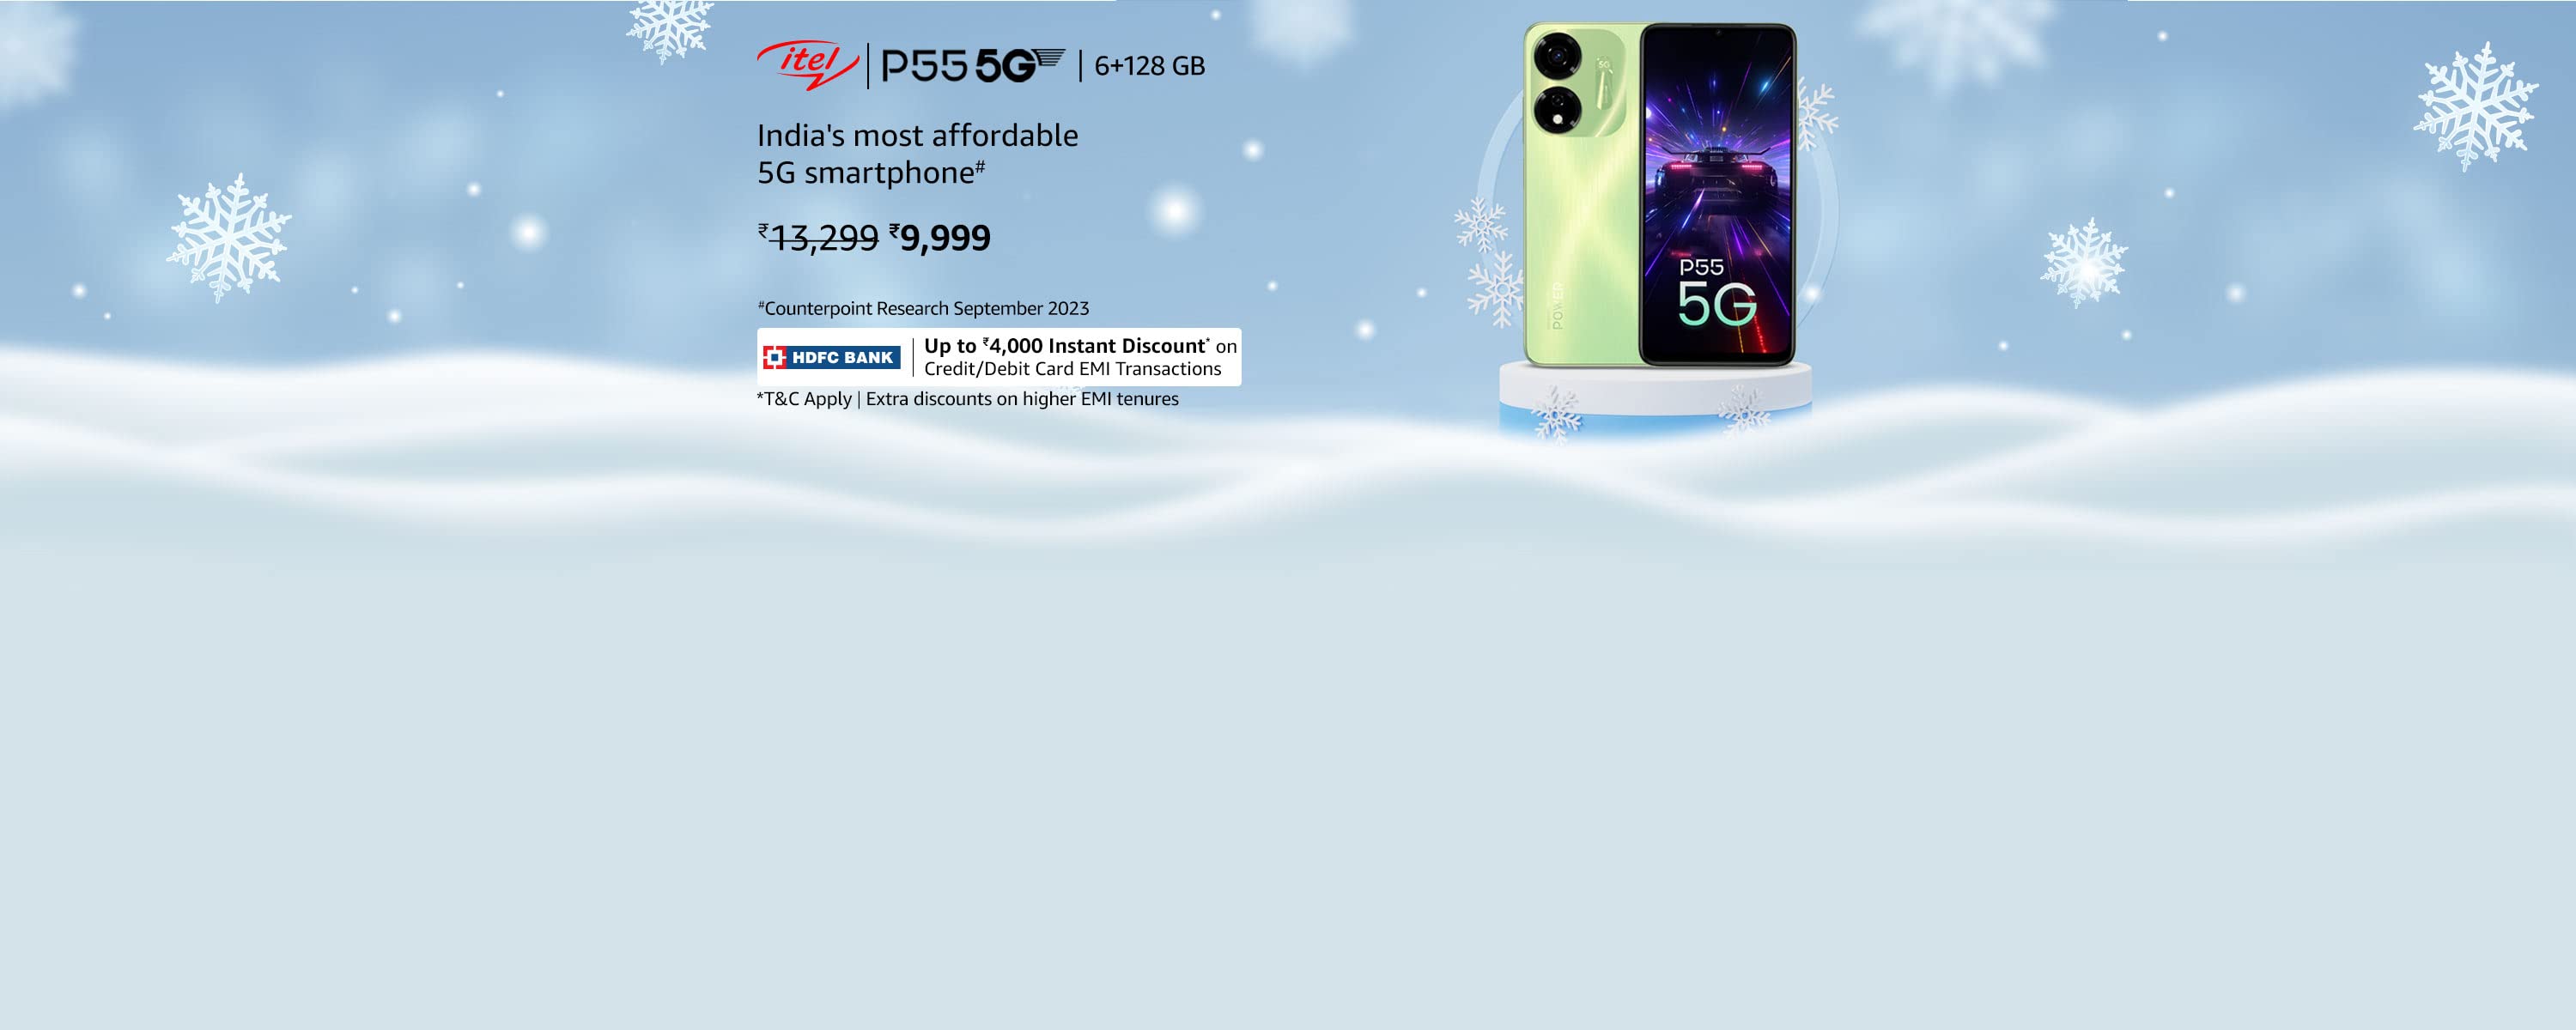 itel | P55 5G | 6+128 GB
India's most affordable
5G smartphone#
₹13,299 ₹9,999
#Counterpoint Research September 2023
HDFC BANK | Up to ₹4,000 Instant Discount* on
Credit/Debit Card EMI Transactions
*T&C Apply | Extra discounts on higher EMI tenures
5G
POWER
P55
5G